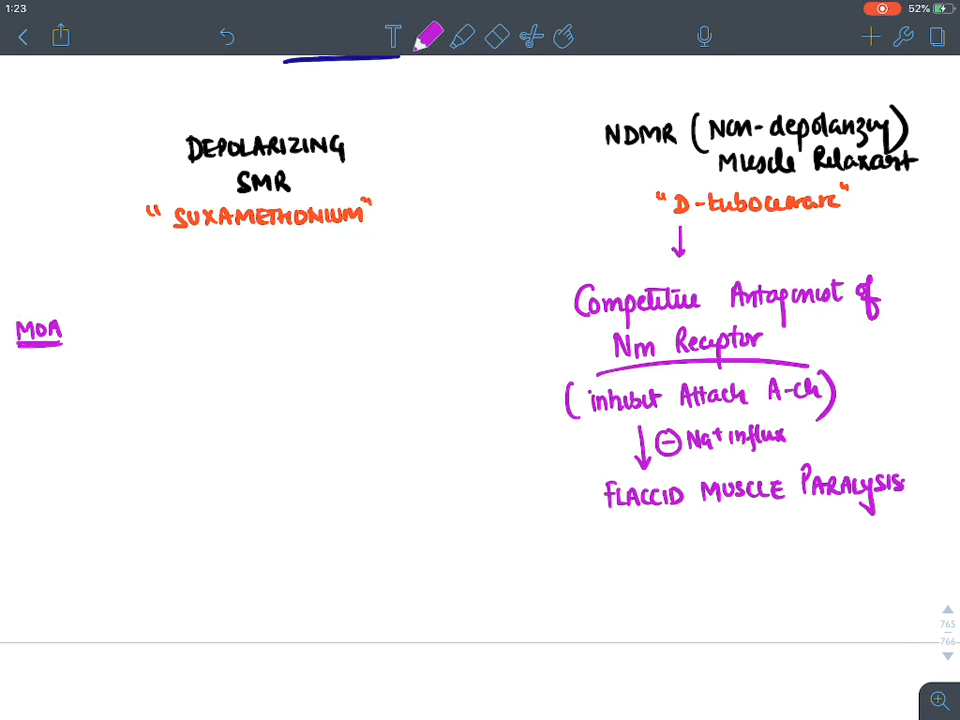 1:23
52%
T
DEPOLARIZING
SMR
"SUXAMETHONIUM"
NDMR (Non-depolarizing)
Muscle Relaxant
"D-tubocurare"
Competitive Antagonist of
Nm Receptor
(inhibit Attach A-ch)
⊖ Na+ influx
FLACCID MUSCLE PARALYSIS
MOA
765
766